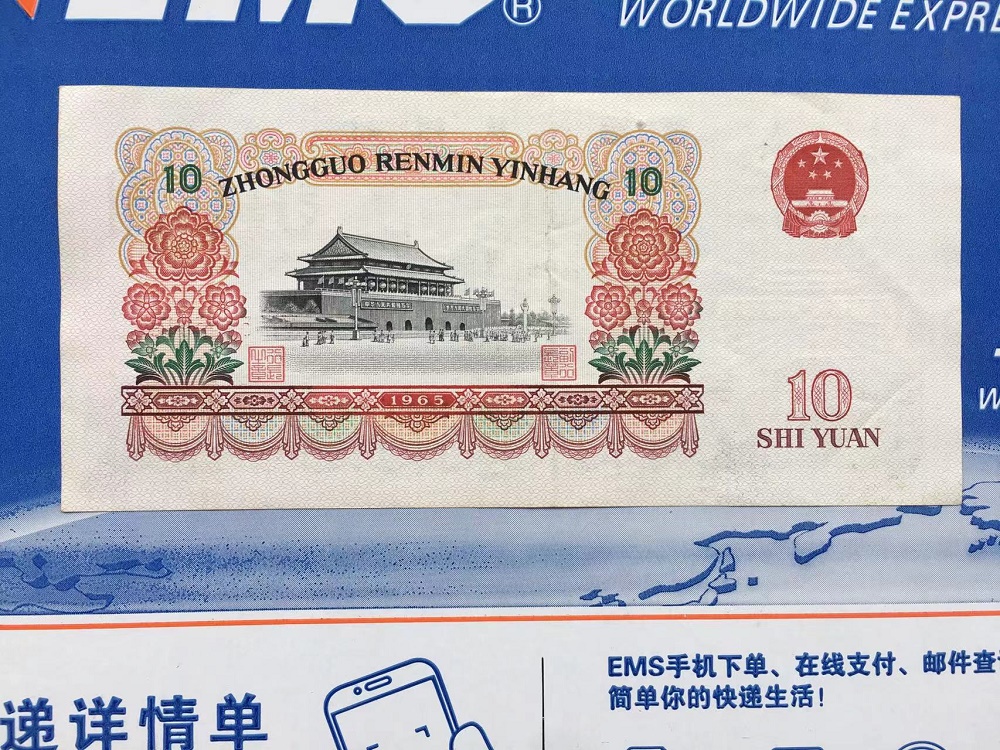 EMS®
WORLDWIDE EXPRE
10 ZHONGGUO RENMIN YINHANG 10
1965
10
SHI YUAN
W
递详情单
EMS手机下单、在线支付、邮件查
简单你的快递生活！